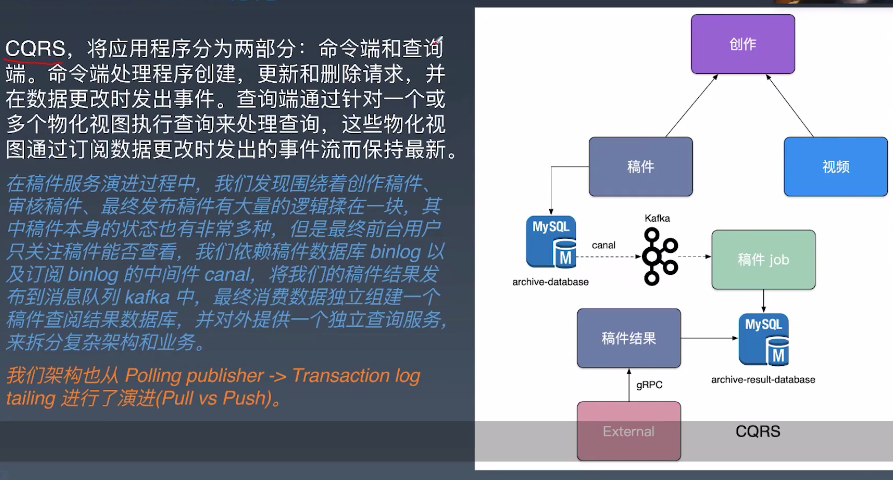 CQRS，将应用程序分为两部分：命令端和查询
端。命令端处理程序创建，更新和删除请求，并
在数据更改时发出事件。查询端通过针对一个或
多个物化视图执行查询来处理查询，这些物化视
图通过订阅数据更改时发出的事件流而保持最新。
在稿件服务演进过程中，我们发现围绕着创作稿件、
审核稿件、最终发布稿件有大量的逻辑揉在一块，其
中稿件本身的状态也有非常多种，但是最终前台用户
只关注稿件能否查看，我们依赖稿件数据库 binlog 以
及订阅 binlog 的中间件 canal，将我们的稿件结果发
布到消息队列 kafka 中，最终消费数据独立组建一个
稿件查阅结果数据库，并对外提供一个独立查询服务，
来拆分复杂架构和业务。
我们架构也从 Polling publisher -> Transaction log
tailing 进行了演进(Pull vs Push)。
创作
稿件
视频
MySQL
M
archive-database
canal
Kafka
稿件 job
稿件结果
MySQL
M
archive-result-database
gRPC
External
CQRS